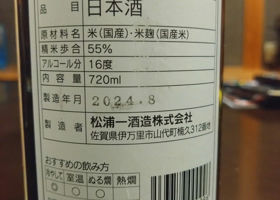 日本酒
原材料名 米(国産)・米麹(国産米)
精米歩合 55%
アルコール分 16度
内容量 720ml
製造年月 2024.8
製造者 松浦一酒造株式会社
佐賀県伊万里市山代町楠久312番地
おすすめの飲み方
冷やして 室温 ぬる燗 熱燗
◎ ○ ○